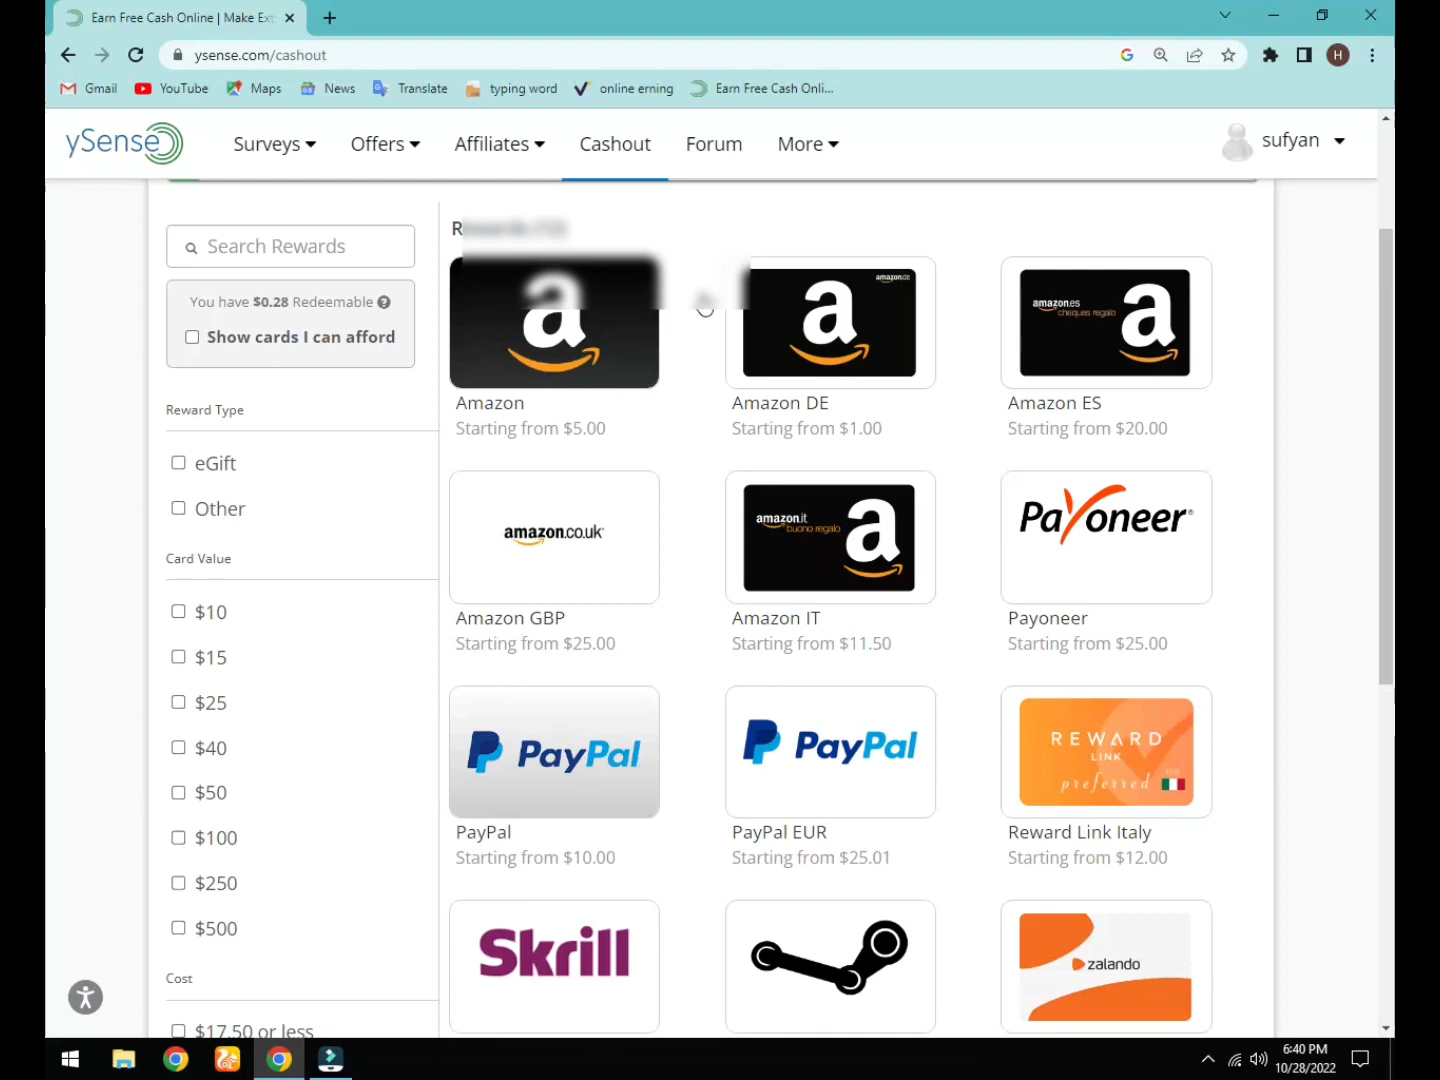 Earn Free Cash Online | Make Ext
ysense.com/cashout
H
Gmail
YouTube
Maps
News
Translate
typing word
online erning
Earn Free Cash Onli...
ySense
Surveys
Offers
Affiliates
Cashout
Forum
More
sufyan
Search Rewards
You have $0.28 Redeemable
Show cards I can afford
Reward Type
eGift
Other
Card Value
$10
$15
$25
$40
$50
$100
$250
$500
Cost
$17.50 or less
a
Amazon
Starting from $5.00
amazon.de
a
Amazon DE
Starting from $1.00
amazon.es
cheques regalo
a
Amazon ES
Starting from $20.00
amazon.co.uk
Amazon GBP
Starting from $25.00
amazon.it
buono regalo
a
Amazon IT
Starting from $11.50
Payoneer
Payoneer
Starting from $25.00
PayPal
PayPal
Starting from $10.00
PayPal
PayPal EUR
Starting from $25.01
REWARD
LINK
preferred
Reward Link Italy
Starting from $12.00
Skrill
zalando
6:40 PM
10/28/2022